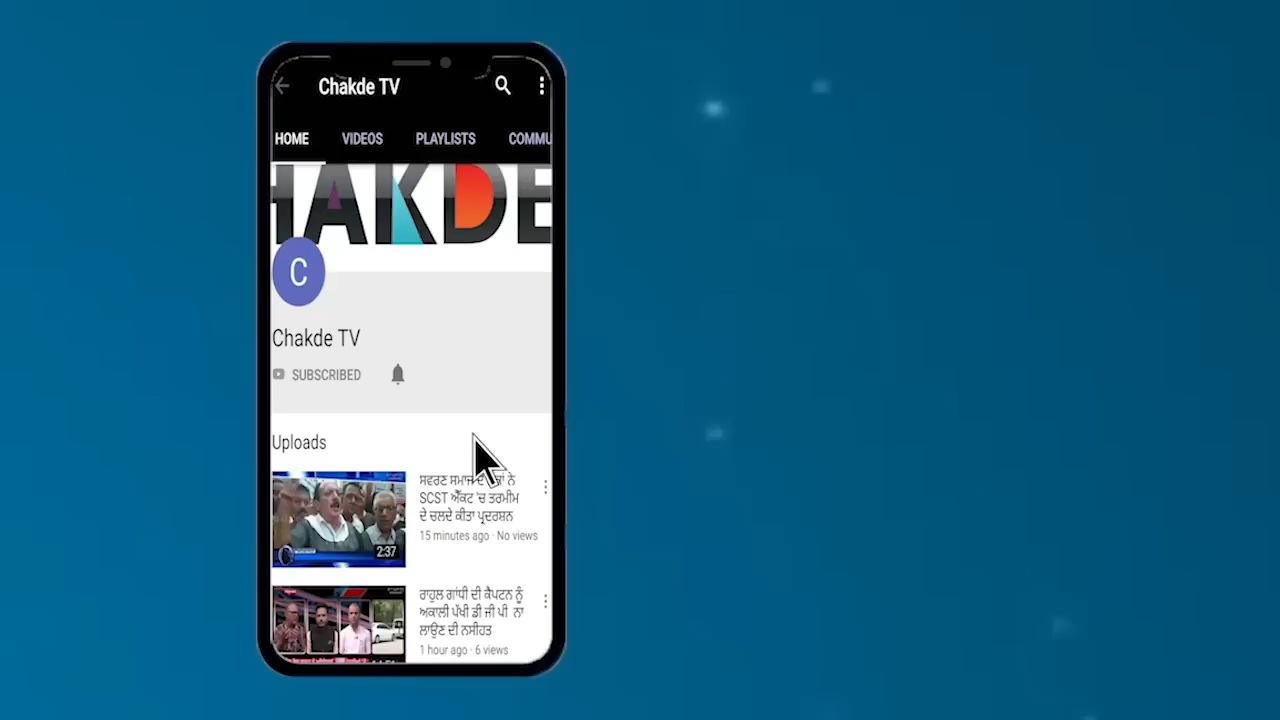 Chakde TV
HOME VIDEOS PLAYLISTS COMMU
HAKDE
C
Chakde TV
SUBSCRIBED
Uploads
ਸਵਰਣ ਸਮਾਜ ਦੇ ਨੇ
SCST ਐਕਟ 'ਚ ਤਰਮੀਮ
ਦੇ ਚਲਦੇ ਕੀਤਾ ਪ੍ਰਦਰਸ਼ਨ
15 minutes ago · No views
2:37
ਰਾਹੁਲ ਗਾਂਧੀ ਦੀ ਕੈਪਟਨ ਨੂੰ
ਅਕਾਲੀ ਪੱਖੀ ਡੀ ਜੀ ਪੀ ਨਾ
ਲਾਉਣ ਦੀ ਨਸੀਹਤ
1 hour ago · 6 views